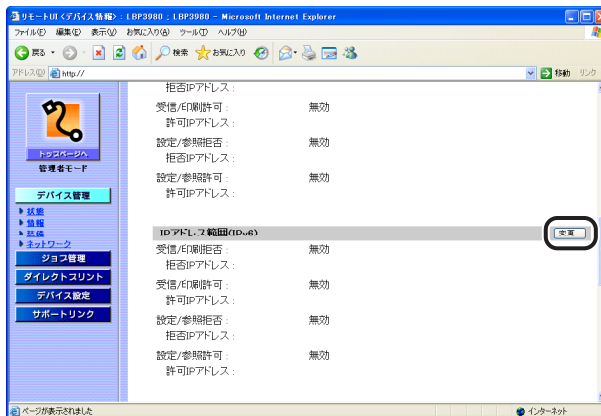 リモートUI <デバイス情報> : LBP3980 ; LBP3980 - Microsoft Internet Explorer
ファイル(F) 編集(E) 表示(V) お気に入り(A) ツール(T) ヘルプ(H)
戻る 検索 お気に入り
アドレス(D) http:// 移動 リンク
トップページへ
管理者モード
デバイス管理
状態
情報
装備
ネットワーク
ジョブ管理
ダイレクトプリント
デバイス設定
サポートリンク
拒否IPアドレス :
受信/印刷許可 : 無効
許可IPアドレス :
設定/参照拒否 : 無効
拒否IPアドレス :
設定/参照許可 : 無効
許可IPアドレス :
IPアドレス範囲(IPv6) 変更
受信/印刷拒否 : 無効
拒否IPアドレス :
受信/印刷許可 : 無効
許可IPアドレス :
設定/参照拒否 : 無効
拒否IPアドレス :
設定/参照許可 : 無効
許可IPアドレス :
ページが表示されました インターネット